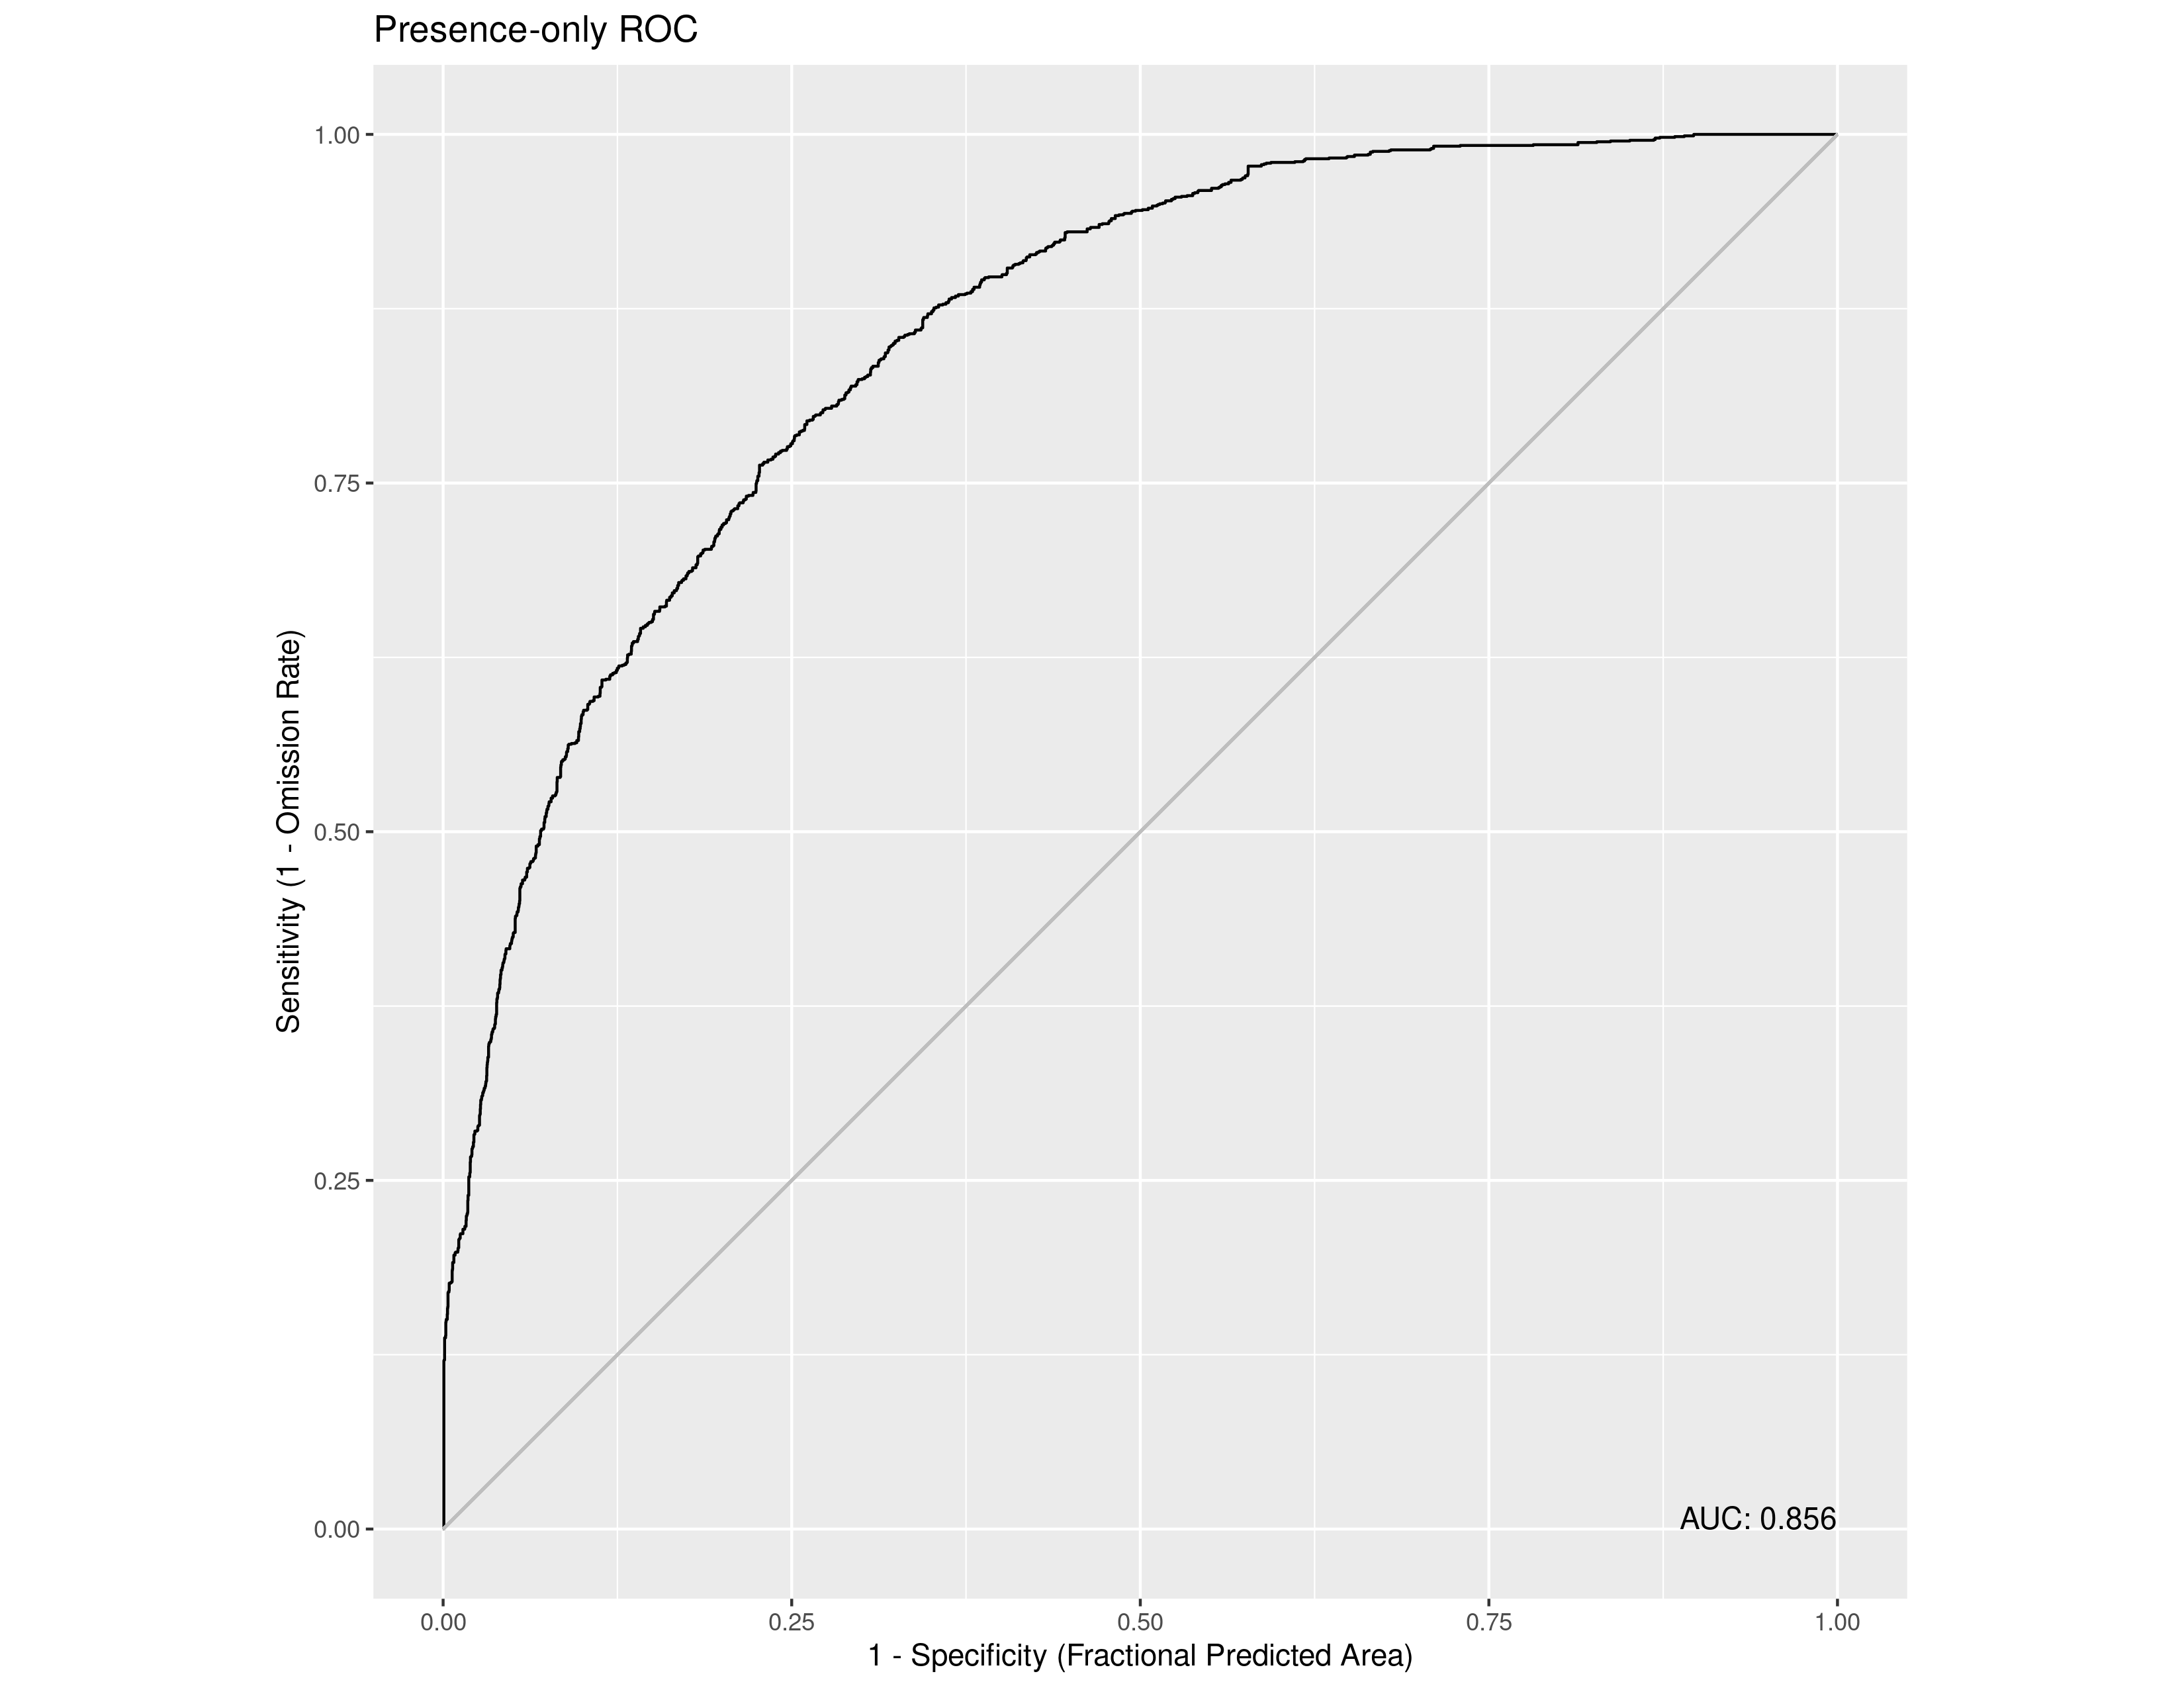 Presence-only ROC
1.00
0.75
0.50
0.25
0.00
Sensitivity (1 - Omission Rate)
AUC: 0.856
0.00
0.25
0.50
0.75
1.00
1 - Specificity (Fractional Predicted Area)